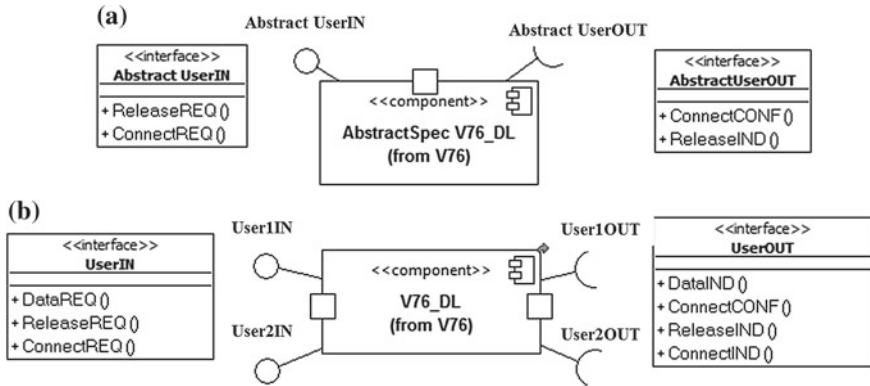 (a)
Abstract UserIN
Abstract UserOUT
<<interface>>
Abstract UserIN
+ ReleaseREQ()
+ ConnectREQ()
<<component>>
AbstractSpec V76_DL
(from V76)
<<interface>>
AbstractUserOUT
+ ConnectCONF()
+ ReleaseIND()
(b)
User1IN
User1OUT
<<interface>>
UserIN
+ DataREQ()
+ ReleaseREQ()
+ ConnectREQ()
<<component>>
V76_DL
(from V76)
User2IN
User2OUT
<<interface>>
UserOUT
+ DataIND()
+ ConnectCONF()
+ ReleaseIND()
+ ConnectIND()